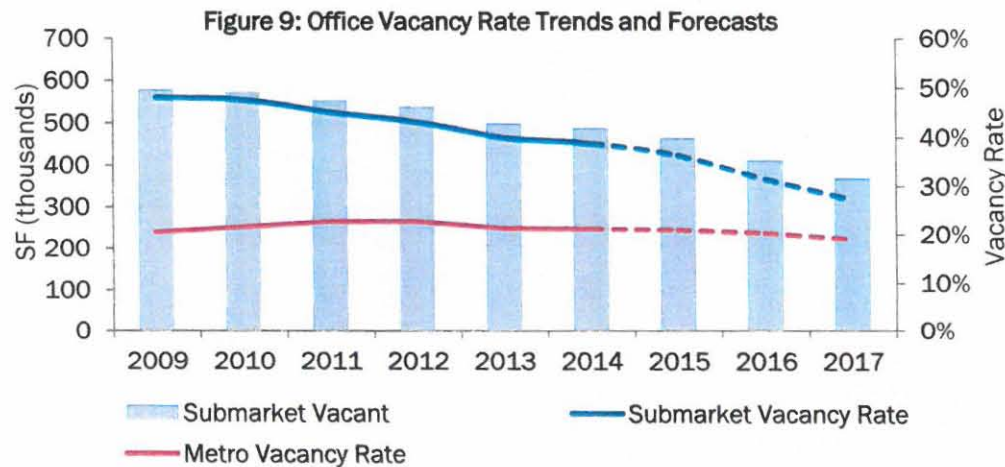 Figure 9: Office Vacancy Rate Trends and Forecasts
700
600
500
400
300
200
100
0
SF (thousands)
60%
50%
40%
30%
20%
10%
0%
Vacancy Rate
2009 2010 2011 2012 2013 2014 2015 2016 2017
Submarket Vacant
Submarket Vacancy Rate
Metro Vacancy Rate